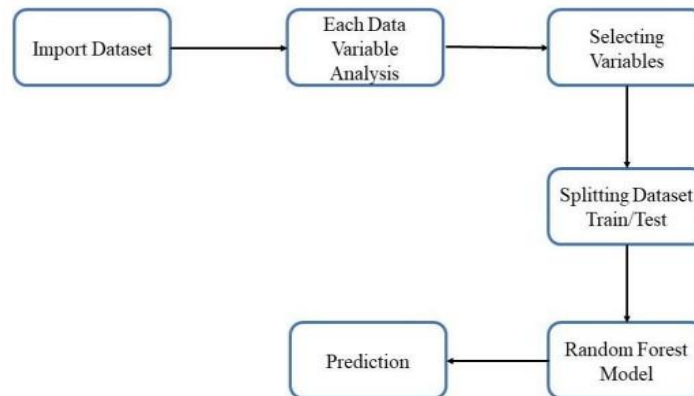 Import Dataset
Each Data
Variable
Analysis
Selecting
Variables
Splitting Dataset
Train/Test
Random Forest
Model
Prediction